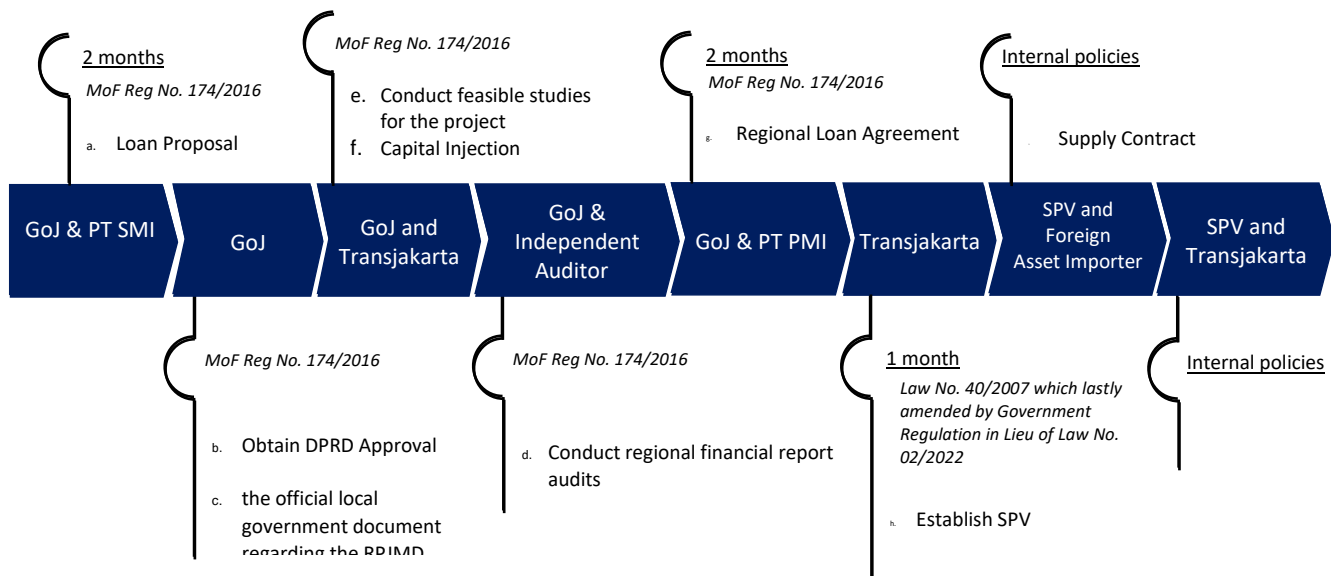 2 months
MoF Reg No. 174/2016
a. Loan Proposal
MoF Reg No. 174/2016
e. Conduct feasible studies
for the project
f. Capital Injection
2 months
MoF Reg No. 174/2016
g. Regional Loan Agreement
Internal policies
Supply Contract
GoJ & PT SMI
GoJ
GoJ and
Transjakarta
GoJ &
Independent
Auditor
GoJ & PT PMI
Transjakarta
SPV and
Foreign
Asset Importer
SPV and
Transjakarta
MoF Reg No. 174/2016
b. Obtain DPRD Approval
c. the official local
government document
regarding the RPJMD
MoF Reg No. 174/2016
d. Conduct regional financial report
audits
1 month
Law No. 40/2007 which lastly
amended by Government
Regulation in Lieu of Law No.
02/2022
h. Establish SPV
Internal policies